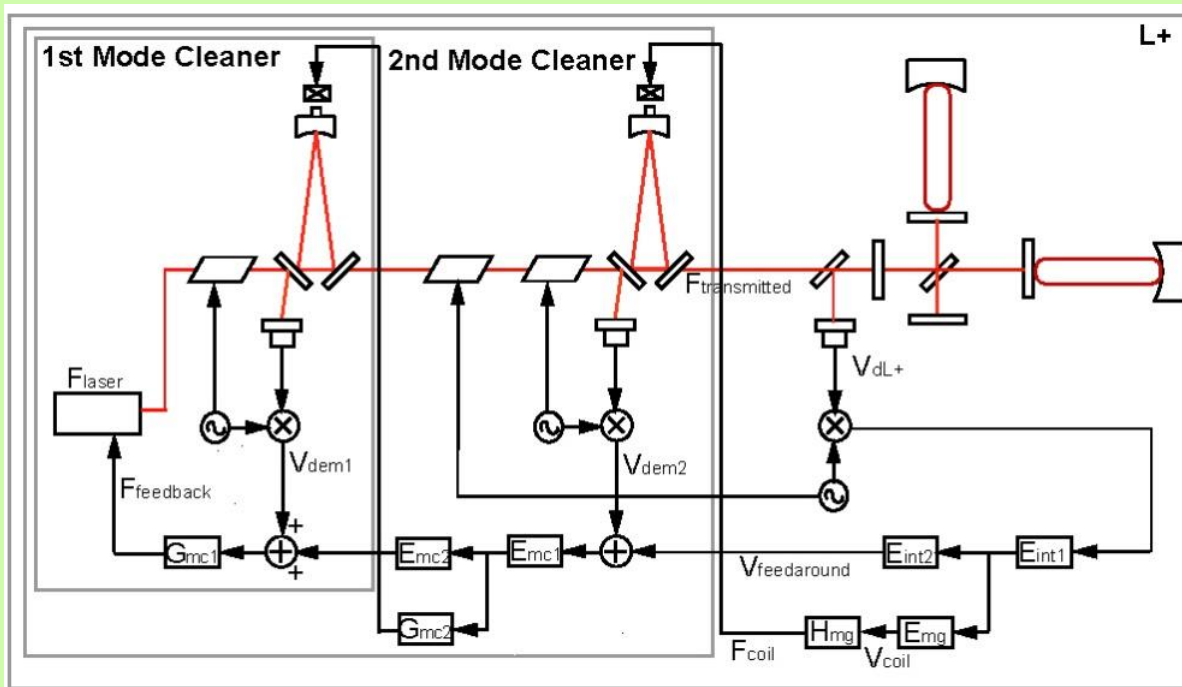 L+
1st Mode Cleaner
2nd Mode Cleaner
Ftransmitted
Flaser
VdL+
Vdem1
Vdem2
Ffeedback
+
Gmc1
+
Emc2
Emc1
Vfeedaround
Eint2
Eint1
Gmc2
Fcoil
Hmg
Vcoil
Emg